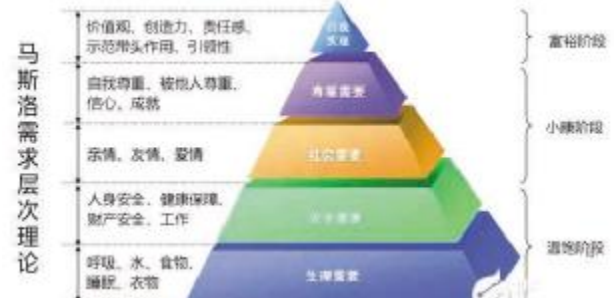 马斯洛需求层次理论
价值观、创造力、责任感、
示范带头作用、引领性
自我
实现
富裕阶段
自我尊重、被他人尊重、
信心、成就
尊重需要
小康阶段
亲情、友情、爱情
社会需要
人身安全、健康保障、
财产安全、工作
安全需要
温饱阶段
呼吸、水、食物、
睡眠、衣物
生理需要